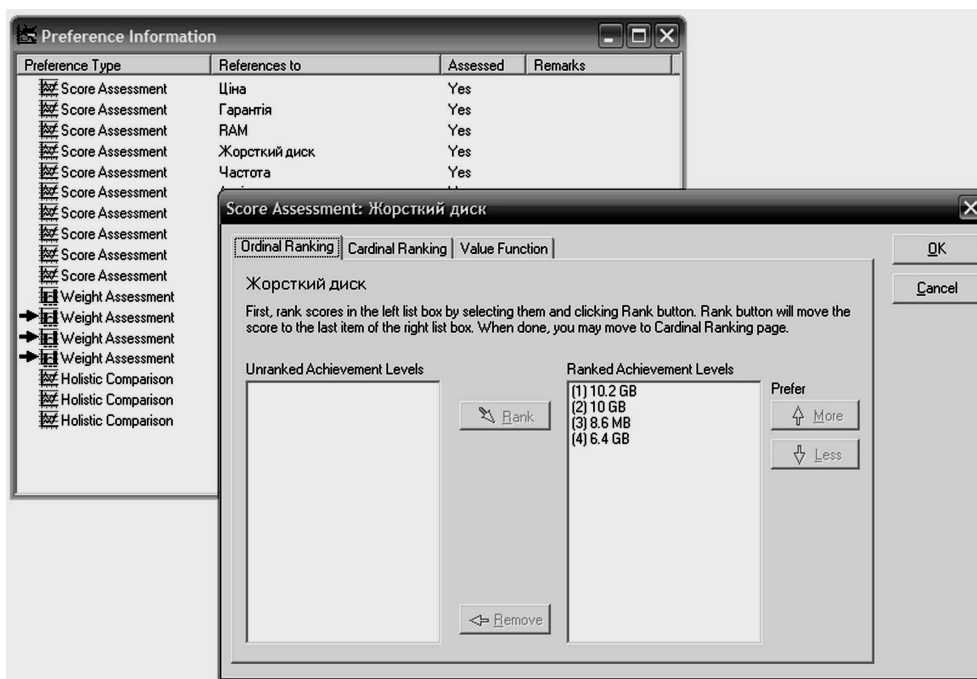 Preference Information
Preference Type References to Assessed Remarks
Score Assessment Ціна Yes
Score Assessment Гарантія Yes
Score Assessment RAM Yes
Score Assessment Жорсткий диск Yes
Score Assessment Частота Yes
Score Assessment
Score Assessment
Score Assessment
Score Assessment
Score Assessment
Weight Assessment
Weight Assessment
Weight Assessment
Weight Assessment
Holistic Comparison
Holistic Comparison
Holistic Comparison
Score Assessment: Жорсткий диск
Ordinal Ranking Cardinal Ranking Value Function
OK
Cancel
Жорсткий диск
First, rank scores in the left list box by selecting them and clicking Rank button. Rank button will move the
score to the last item of the right list box. When done, you may move to Cardinal Ranking page.
Unranked Achievement Levels
Ranked Achievement Levels
(1) 10.2 GB
(2) 10 GB
(3) 8.6 MB
(4) 6.4 GB
Rank
Remove
Prefer
More
Less